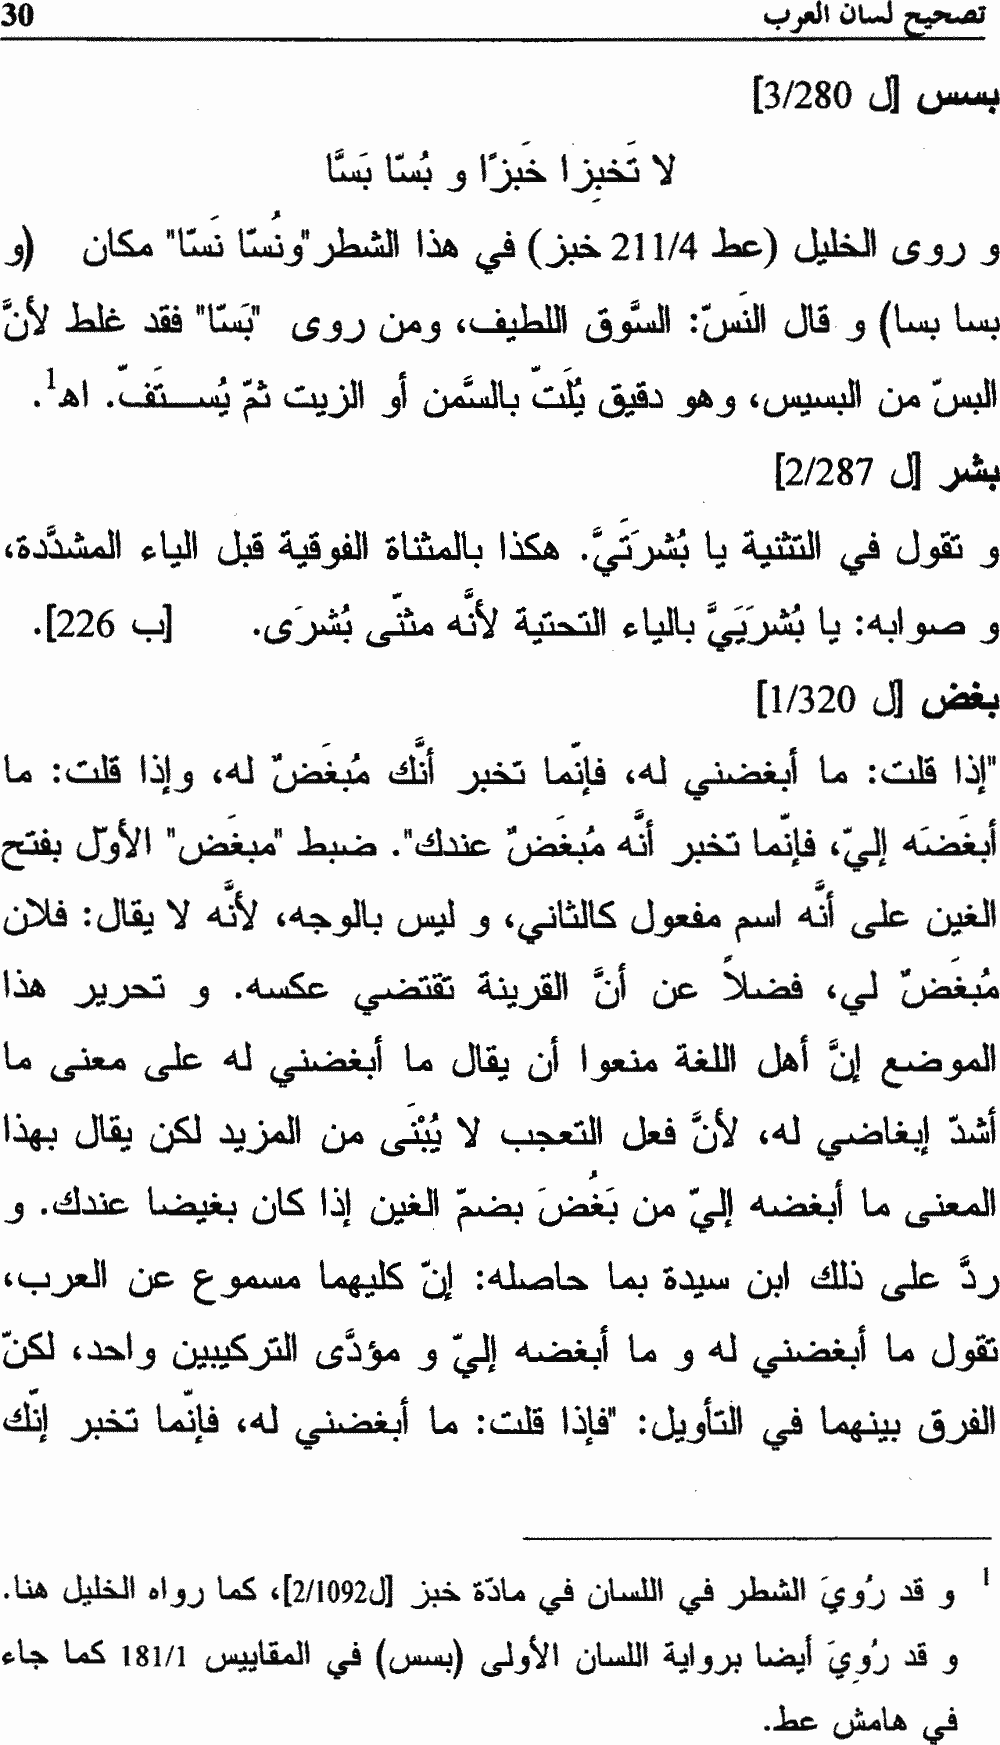 تصحيح لسان العرب 30
بسس [ل 3/280]
لا تَخبِزا خَبزًا و بُسّا بَسَّا
و روى الخليل (عط 211/4 خبز) في هذا الشطر "ونُسّا نَسّا" مكان (و
بسا بسا) و قال النَسّ: السَّوق اللطيف، ومن روى "بَسّا" فقد غلط لأنَّ
البسّ من البسيس، وهو دقيق يُلَتّ بالسَّمن أو الزيت ثمّ يُســتَفّ. اهـ1.
بشر [ل 2/287]
و تقول في التثنية يا بُشرَتَيَّ. هكذا بالمثناة الفوقية قبل الياء المشدَّدة،
و صوابه: يا بُشرَيَيَّ بالياء التحتية لأنَّه مثنّى بُشرَى. [ب 226].
بغض [ل 1/320]
"إذا قلت: ما أبغضني له، فإنّما تخبر أنَّك مُبغَضٌ له، وإذا قلت: ما
أبغَضَه إليّ، فإنّما تخبر أنَّه مُبغَضٌ عندك". ضبط "مبغَض" الأوّل بفتح
الغين على أنَّه اسم مفعول كالثاني، و ليس بالوجه، لأنَّه لا يقال: فلان
مُبغَضٌ لي، فضلاً عن أنَّ القرينة تقتضي عكسه. و تحرير هذا
الموضع إنَّ أهل اللغة منعوا أن يقال ما أبغضني له على معنى ما
أشدّ إبغاضي له، لأنَّ فعل التعجب لا يُبْنَى من المزيد لكن يقال بهذا
المعنى ما أبغضه إليّ من بَغُضَ بضمّ الغين إذا كان بغيضا عندك. و
ردَّ على ذلك ابن سيدة بما حاصله: إنّ كليهما مسموع عن العرب،
تقول ما أبغضني له و ما أبغضه إليّ و مؤدَّى التركيبين واحد، لكنّ
الفرق بينهما في التأويل: "فإذا قلت: ما أبغضني له، فإنّما تخبر إنّك
1 و قد رُويَ الشطر في اللسان في مادّة خبز [ل2/1092]، كما رواه الخليل هنا.
و قد رُوِيَ أيضا برواية اللسان الأولى (بسس) في المقاييس 181/1 كما جاء
في هامش عط.